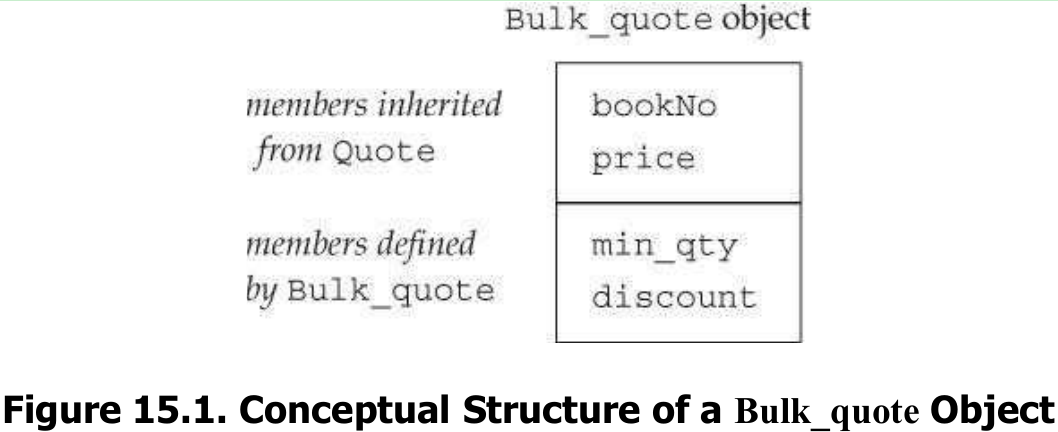 Bulk_quote object
members inherited
from Quote
bookNo
price
members defined
by Bulk_quote
min_qty
discount
Figure 15.1. Conceptual Structure of a Bulk_quote Object